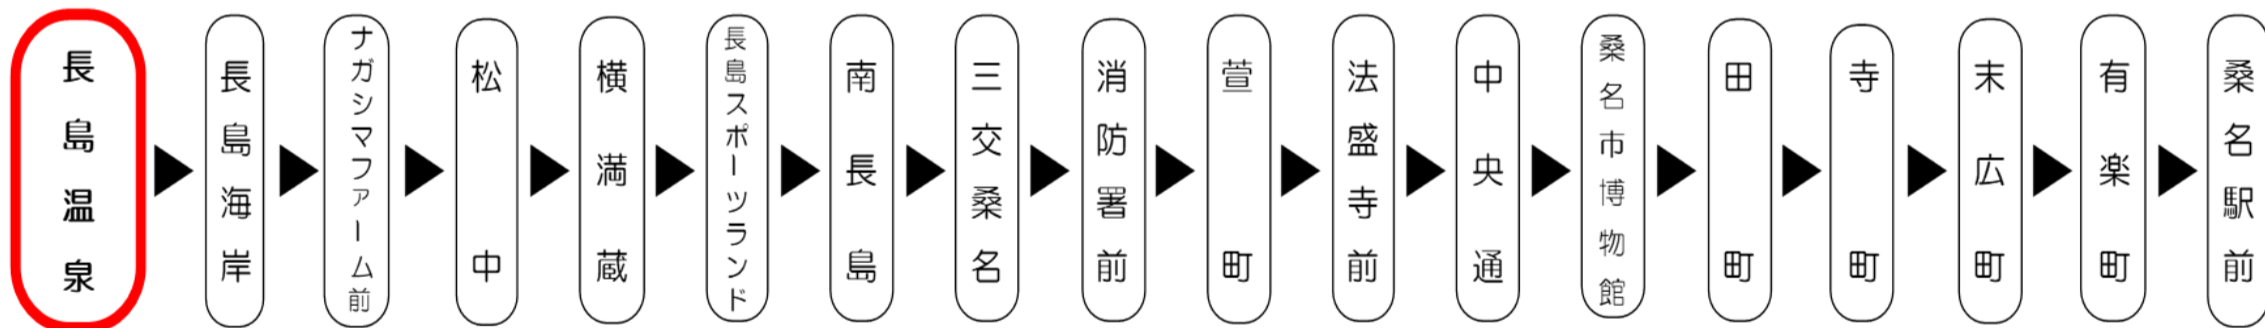 長島温泉
長島海岸
ナガシマファーム前
松中
横満蔵
長島スポーツランド
南長島
三交桑名
消防署前
萱町
法盛寺前
中央通
桑名市博物館
田町
寺町
末広町
有楽町
桑名駅前